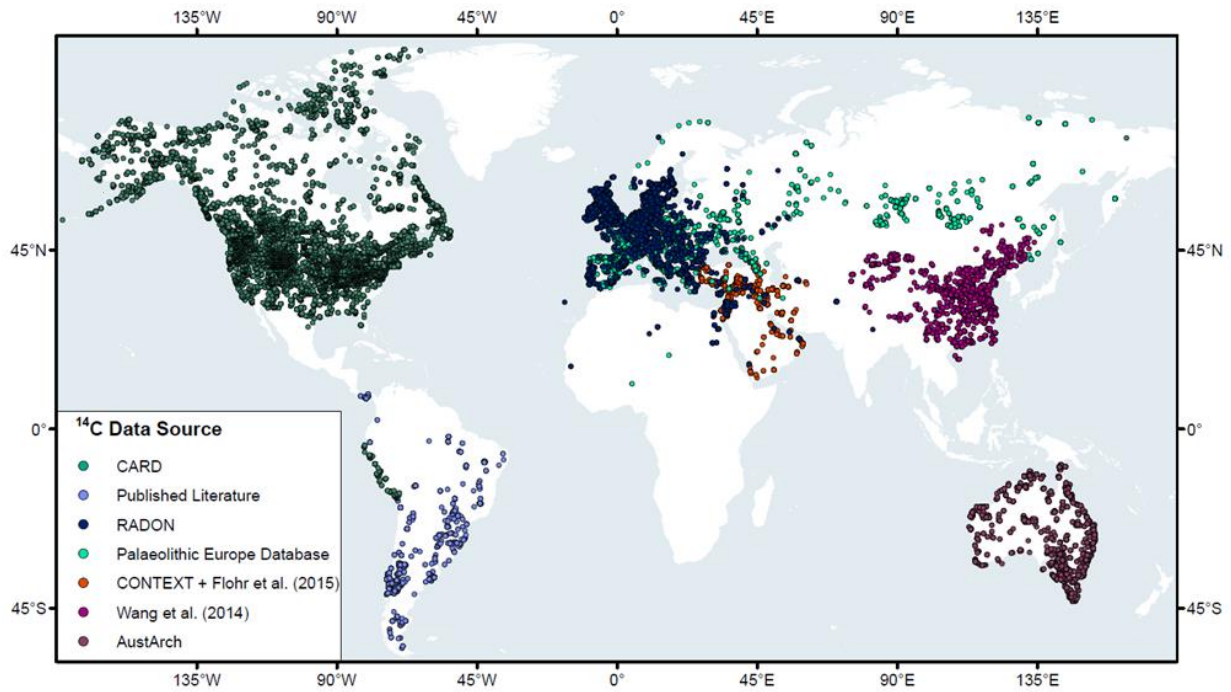 135°W 90°W 45°W 0° 45°E 90°E 135°E
45°N 45°N
0° 0°
45°S 45°S
¹⁴C Data Source
CARD
Published Literature
RADON
Palaeolithic Europe Database
CONTEXT + Flohr et al. (2015)
Wang et al. (2014)
AustArch
135°W 90°W 45°W 0° 45°E 90°E 135°E